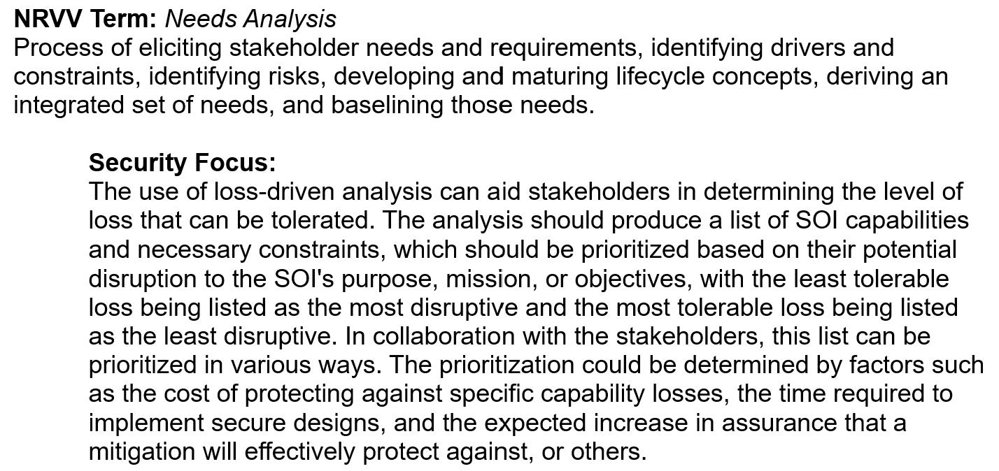 NRVV Term: Needs Analysis
Process of eliciting stakeholder needs and requirements, identifying drivers and
constraints, identifying risks, developing and maturing lifecycle concepts, deriving an
integrated set of needs, and baselining those needs.
Security Focus:
The use of loss-driven analysis can aid stakeholders in determining the level of
loss that can be tolerated. The analysis should produce a list of SOI capabilities
and necessary constraints, which should be prioritized based on their potential
disruption to the SOI's purpose, mission, or objectives, with the least tolerable
loss being listed as the most disruptive and the most tolerable loss being listed
as the least disruptive. In collaboration with the stakeholders, this list can be
prioritized in various ways. The prioritization could be determined by factors such
as the cost of protecting against specific capability losses, the time required to
implement secure designs, and the expected increase in assurance that a
mitigation will effectively protect against, or others.